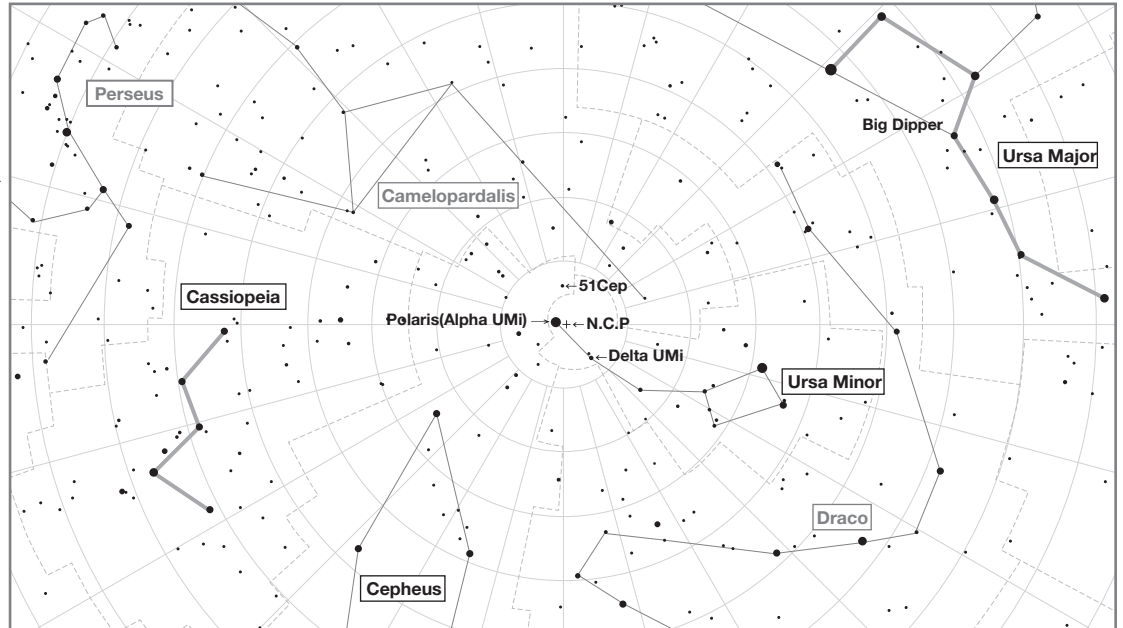 Perseus
Big Dipper
Ursa Major
Camelopardalis
51Cep
Cassiopeia
Polaris(Alpha UMi)
N.C.P
Delta UMi
Ursa Minor
Draco
Cepheus